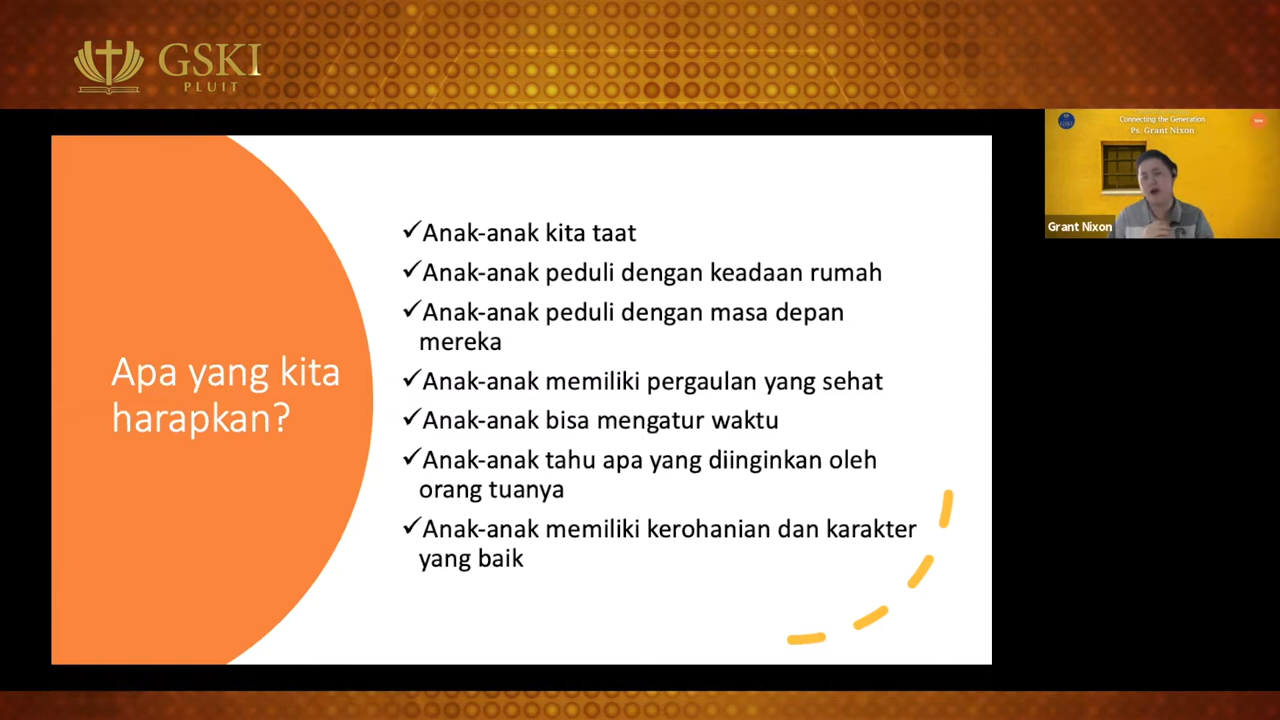 GSKI
PLUIT
Connecting the Generation
Ps. Grant Nixon
Grant Nixon
Apa yang kita
harapkan?
✓Anak-anak kita taat
✓Anak-anak peduli dengan keadaan rumah
✓Anak-anak peduli dengan masa depan
mereka
✓Anak-anak memiliki pergaulan yang sehat
✓Anak-anak bisa mengatur waktu
✓Anak-anak tahu apa yang diinginkan oleh
orang tuanya
✓Anak-anak memiliki kerohanian dan karakter
yang baik